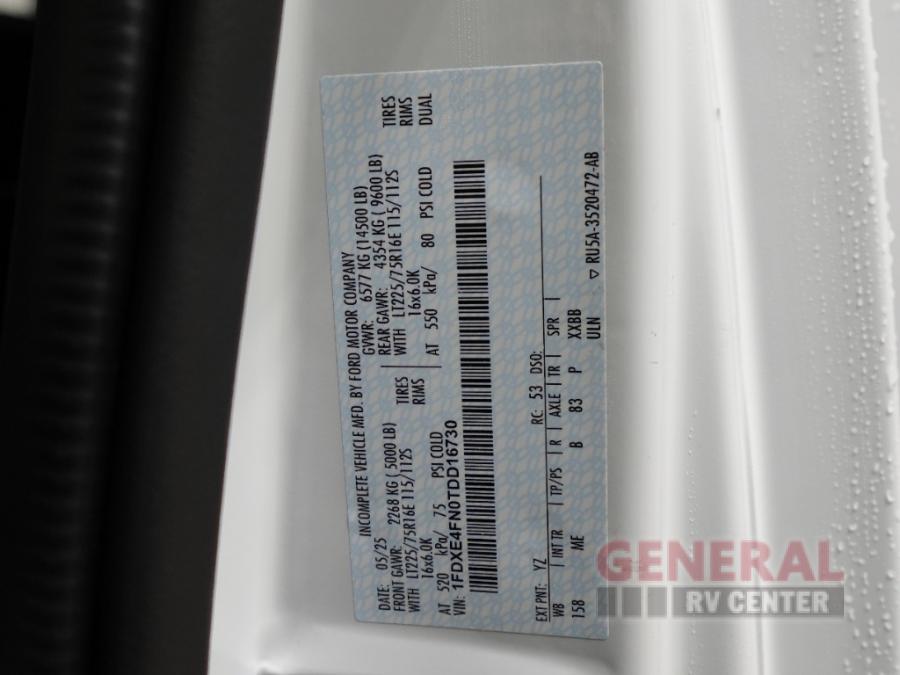 INCOMPLETE VEHICLE MFD. BY FORD MOTOR COMPANY
DATE: 05/25 GVWR: 6577 KG (14500 LB)
FRONT GAWR: 2268 KG ( 5000 LB) REAR GAWR: 4354 KG ( 9600 LB)
WITH LT225/75R16E 115/112S TIRES WITH LT225/75R16E 115/112S TIRES
16x6.0K RIMS 16x6.0K RIMS
AT 520 kPa/ 75 PSI COLD AT 550 kPa/ 80 PSI COLD DUAL
VIN: 1FDXE4FN0TDD16730
EXT PNT: YZ RC: 53 DSO:
WB | INT TR | TP/PS | R | AXLE | TR | SPR |
158 ME B 83 P XXBB
ULN ▽ RU5A-3520472-AB
GENERAL
RV CENTER